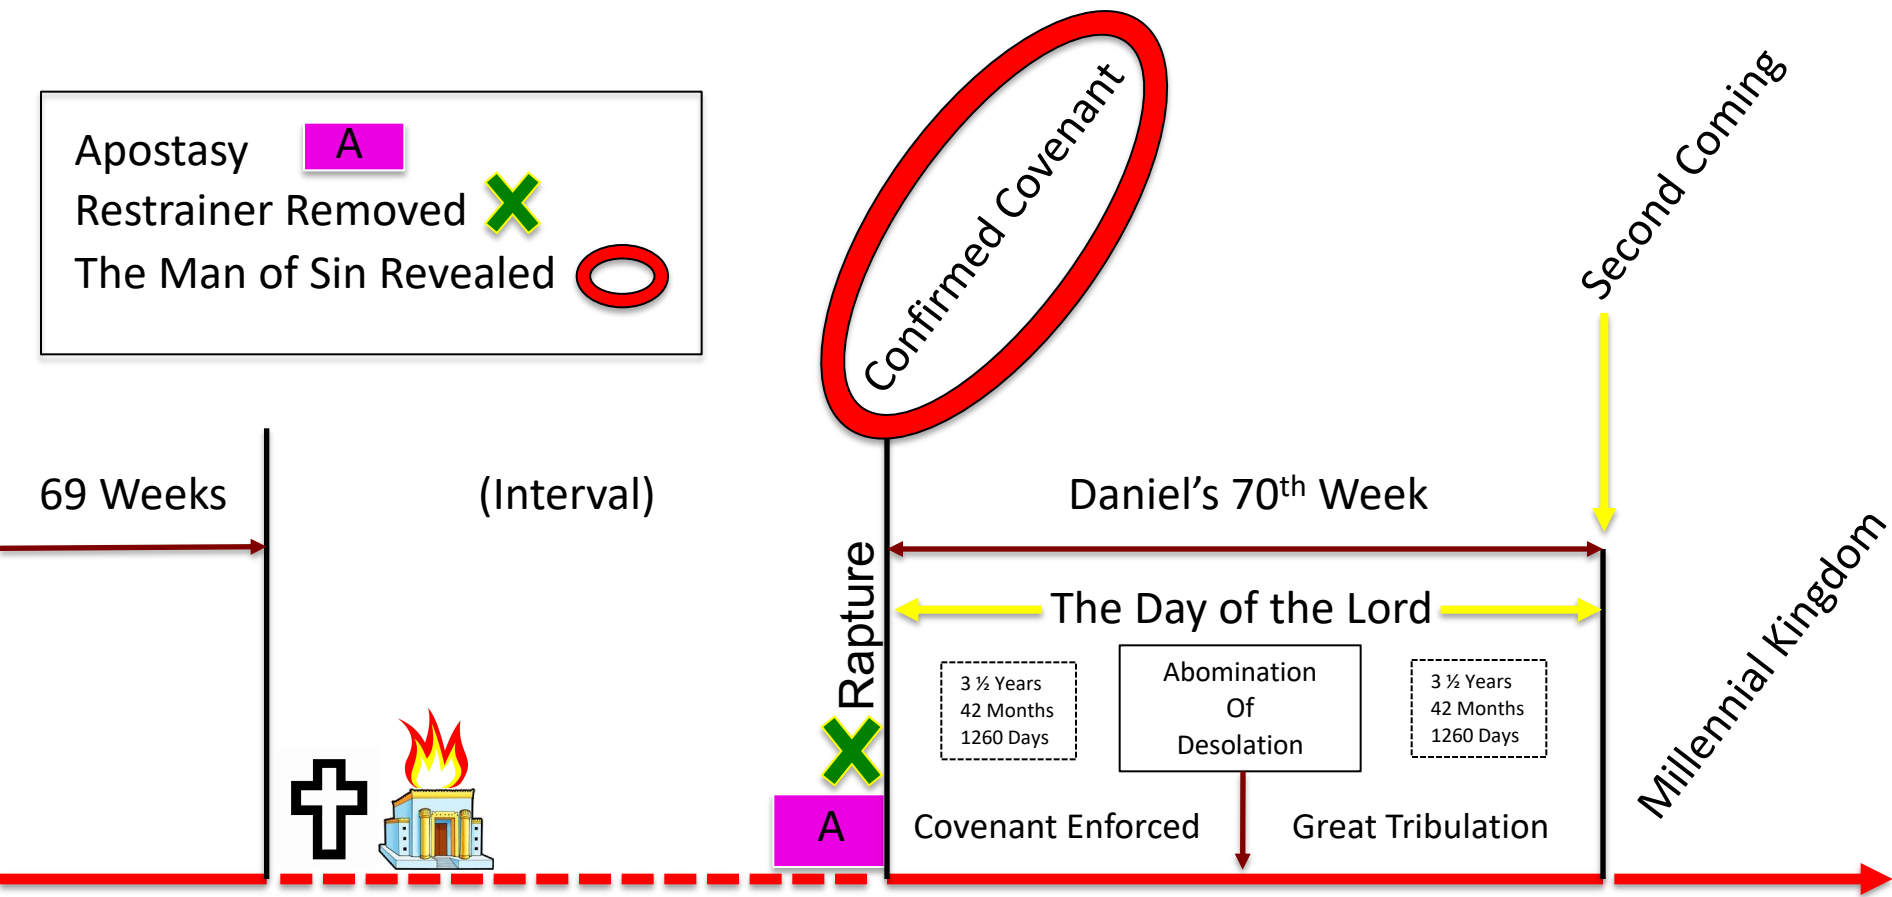 Apostasy A
Restrainer Removed
The Man of Sin Revealed
Confirmed Covenant
Second Coming
69 Weeks
(Interval)
Daniel’s 70th Week
Rapture
The Day of the Lord
3 ½ Years
42 Months
1260 Days
Abomination
Of
Desolation
3 ½ Years
42 Months
1260 Days
Millennial Kingdom
A
Covenant Enforced
Great Tribulation